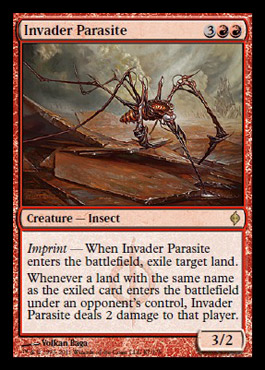 Invader Parasite 3
Creature — Insect
Imprint — When Invader Parasite
enters the battlefield, exile target land.
Whenever a land with the same name
as the exiled card enters the battlefield
under an opponent's control, Invader
Parasite deals 2 damage to that player.
Volkan Baga
3/2